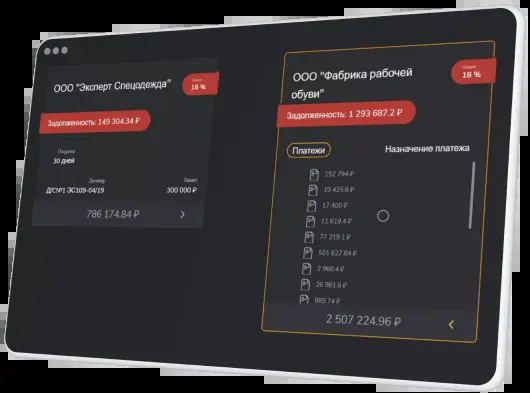 ООО "Эксперт Спецодежда"
Скидка
18 %
Задолженность: 149 304.34 ₽
Отсрочка
30 дней
Договор
Лимит
Д/СП№1 ЭС109-04/19
300 000 ₽
786 174.84 ₽
ООО "Фабрика рабочей
обуви"
Скидка
18 %
Задолженность: 1 293 687.2 ₽
Платежи
Назначение платежа
152 794 ₽
19 425.8 ₽
17 400 ₽
11 619.4 ₽
77 219.1 ₽
501 627.84 ₽
2 968.4 ₽
26 961.6 ₽
989.74 ₽
2 507 224.96 ₽